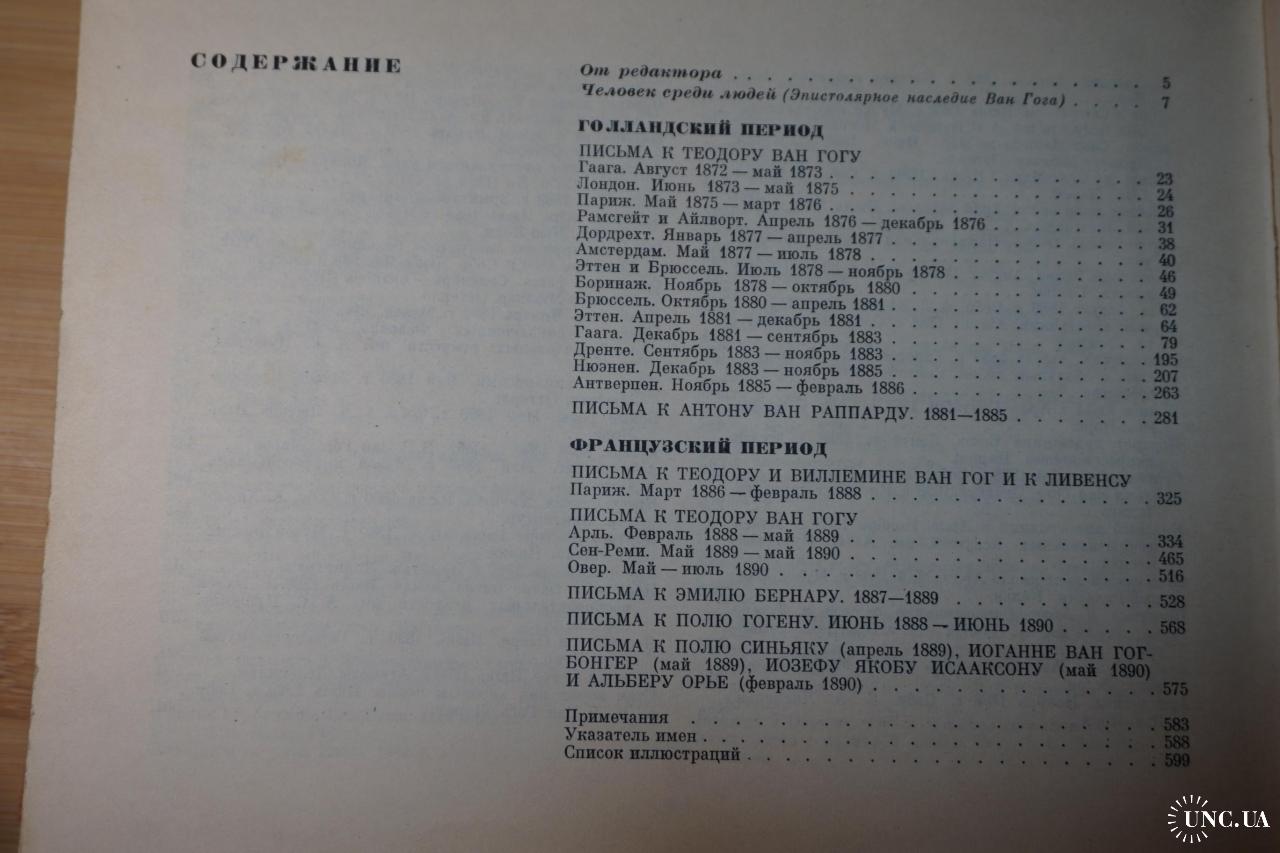 СОДЕРЖАНИЕ
От редактора . . . . . . . . . . . . . . . . . . . . 5
Человек среди людей (Эпистолярное наследие Ван Гога) . . . . 7
ГОЛЛАНДСКИЙ ПЕРИОД
ПИСЬМА К ТЕОДОРУ ВАН ГОГУ
Гаага. Август 1872 — май 1873 . . . . . . . . . . . . . . . 23
Лондон. Июнь 1873 — май 1875 . . . . . . . . . . . . . . . 24
Париж. Май 1875 — март 1876 . . . . . . . . . . . . . . . 26
Рамсгейт и Айлворт. Апрель 1876 — декабрь 1876 . . . . . . . . 31
Дордрехт. Январь 1877 — апрель 1877 . . . . . . . . . . . . . 38
Амстердам. Май 1877 — июль 1878 . . . . . . . . . . . . . . 40
Эттен и Брюссель. Июль 1878 — ноябрь 1878 . . . . . . . . . . 46
Боринаж. Ноябрь 1878 — октябрь 1880 . . . . . . . . . . . . 49
Брюссель. Октябрь 1880 — апрель 1881 . . . . . . . . . . . . 62
Эттен. Апрель 1881 — декабрь 1881 . . . . . . . . . . . . . 64
Гаага. Декабрь 1881 — сентябрь 1883 . . . . . . . . . . . . 79
Дренте. Сентябрь 1883 — ноябрь 1883 . . . . . . . . . . . . 195
Нюэнен. Декабрь 1883 — ноябрь 1885 . . . . . . . . . . . . 207
Антверпен. Ноябрь 1885 — февраль 1886 . . . . . . . . . . . 263
ПИСЬМА К АНТОНУ ВАН РАППАРДУ. 1881—1885 . . . . . . . 281
ФРАНЦУЗСКИЙ ПЕРИОД
ПИСЬМА К ТЕОДОРУ И ВИЛЛЕМИНЕ ВАН ГОГ И К ЛИВЕНСУ
Париж. Март 1886 — февраль 1888 . . . . . . . . . . . . . . 325
ПИСЬМА К ТЕОДОРУ ВАН ГОГУ
Арль. Февраль 1888 — май 1889 . . . . . . . . . . . . . . . 334
Сен-Реми. Май 1889 — май 1890 . . . . . . . . . . . . . . . 465
Овер. Май — июль 1890 . . . . . . . . . . . . . . . . . . 516
ПИСЬМА К ЭМИЛЮ БЕРНАРУ. 1887—1889 . . . . . . . . . . 528
ПИСЬМА К ПОЛЮ ГОГЕНУ. ИЮНЬ 1888 — ИЮНЬ 1890 . . . . . 568
ПИСЬМА К ПОЛЮ СИНЬЯКУ (апрель 1889), ИОГАННЕ ВАН ГОГ-
БОНГЕР (май 1889), ИОЗЕФУ ЯКОБУ ИСААКСОНУ (май 1890)
И АЛЬБЕРУ ОРЬЕ (февраль 1890) . . . . . . . . . . . . . . 575
Примечания . . . . . . . . . . . . . . . . . . . . . . 583
Указатель имен . . . . . . . . . . . . . . . . . . . . . 588
Список иллюстраций . . . . . . . . . . . . . . . . . . . 599
UNC.UA